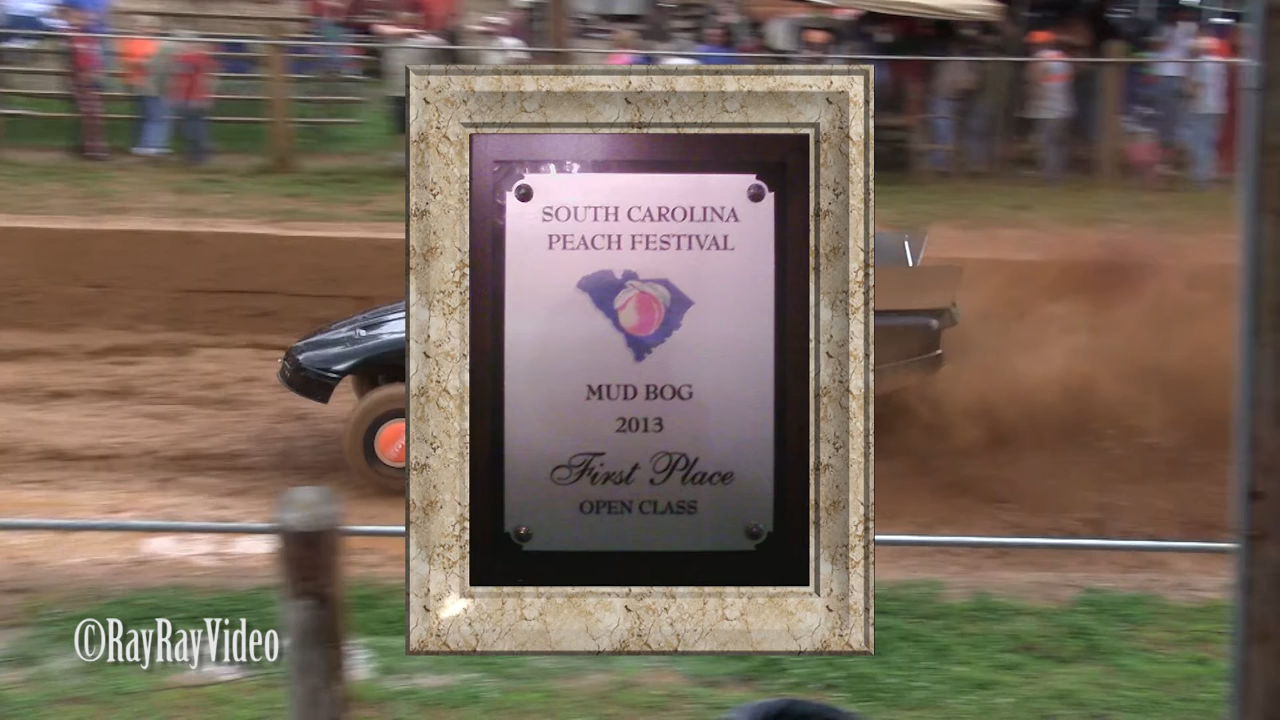 SOUTH CAROLINA
PEACH FESTIVAL
MUD BOG
2013
First Place
OPEN CLASS
©RayRayVideo